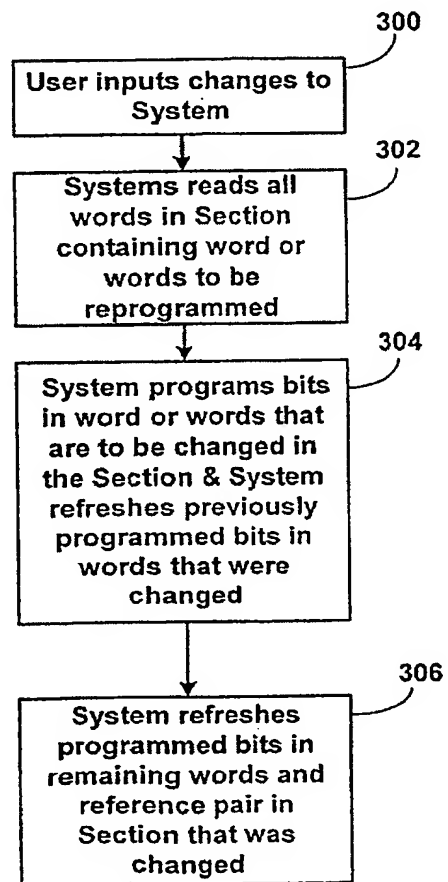 300
User inputs changes to
System
302
Systems reads all
words in Section
containing word or
words to be
reprogrammed
304
System programs bits
in word or words that
are to be changed in
the Section & System
refreshes previously
programmed bits in
words that were
changed
306
System refreshes
programmed bits in
remaining words and
reference pair in
Section that was
changed